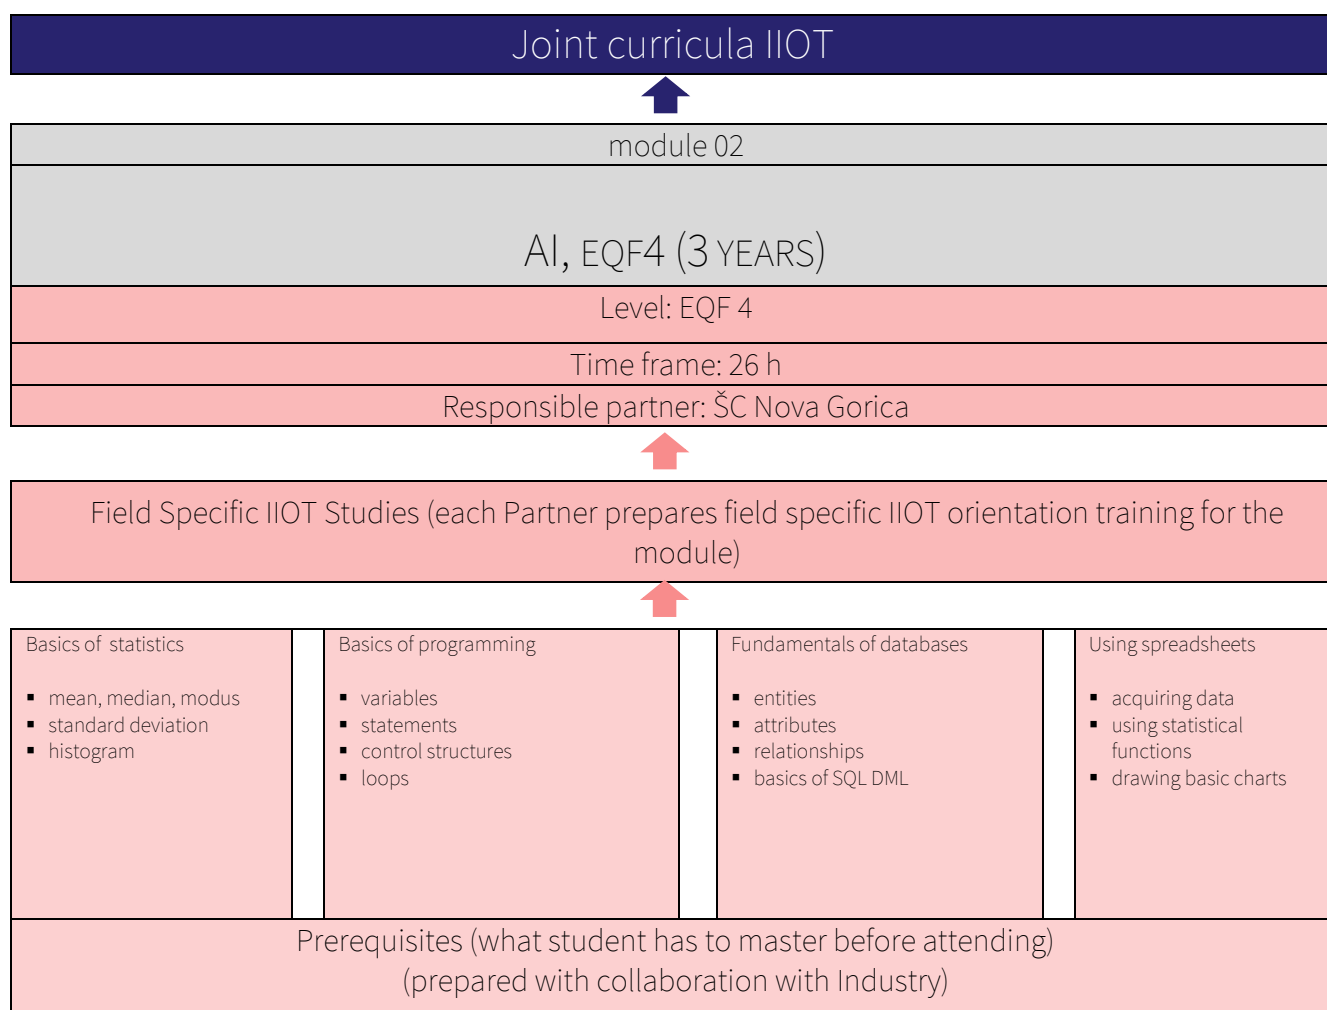 Joint curricula IIOT
module 02
AI, EQF4 (3 YEARS)
Level: EQF 4
Time frame: 26 h
Responsible partner: ŠC Nova Gorica
Field Specific IIOT Studies (each Partner prepares field specific IIOT orientation training for the
module)
Basics of statistics
▪ mean, median, modus
▪ standard deviation
▪ histogram
Basics of programming
▪ variables
▪ statements
▪ control structures
▪ loops
Fundamentals of databases
▪ entities
▪ attributes
▪ relationships
▪ basics of SQL DML
Using spreadsheets
▪ acquiring data
▪ using statistical
functions
▪ drawing basic charts
Prerequisites (what student has to master before attending)
(prepared with collaboration with Industry)